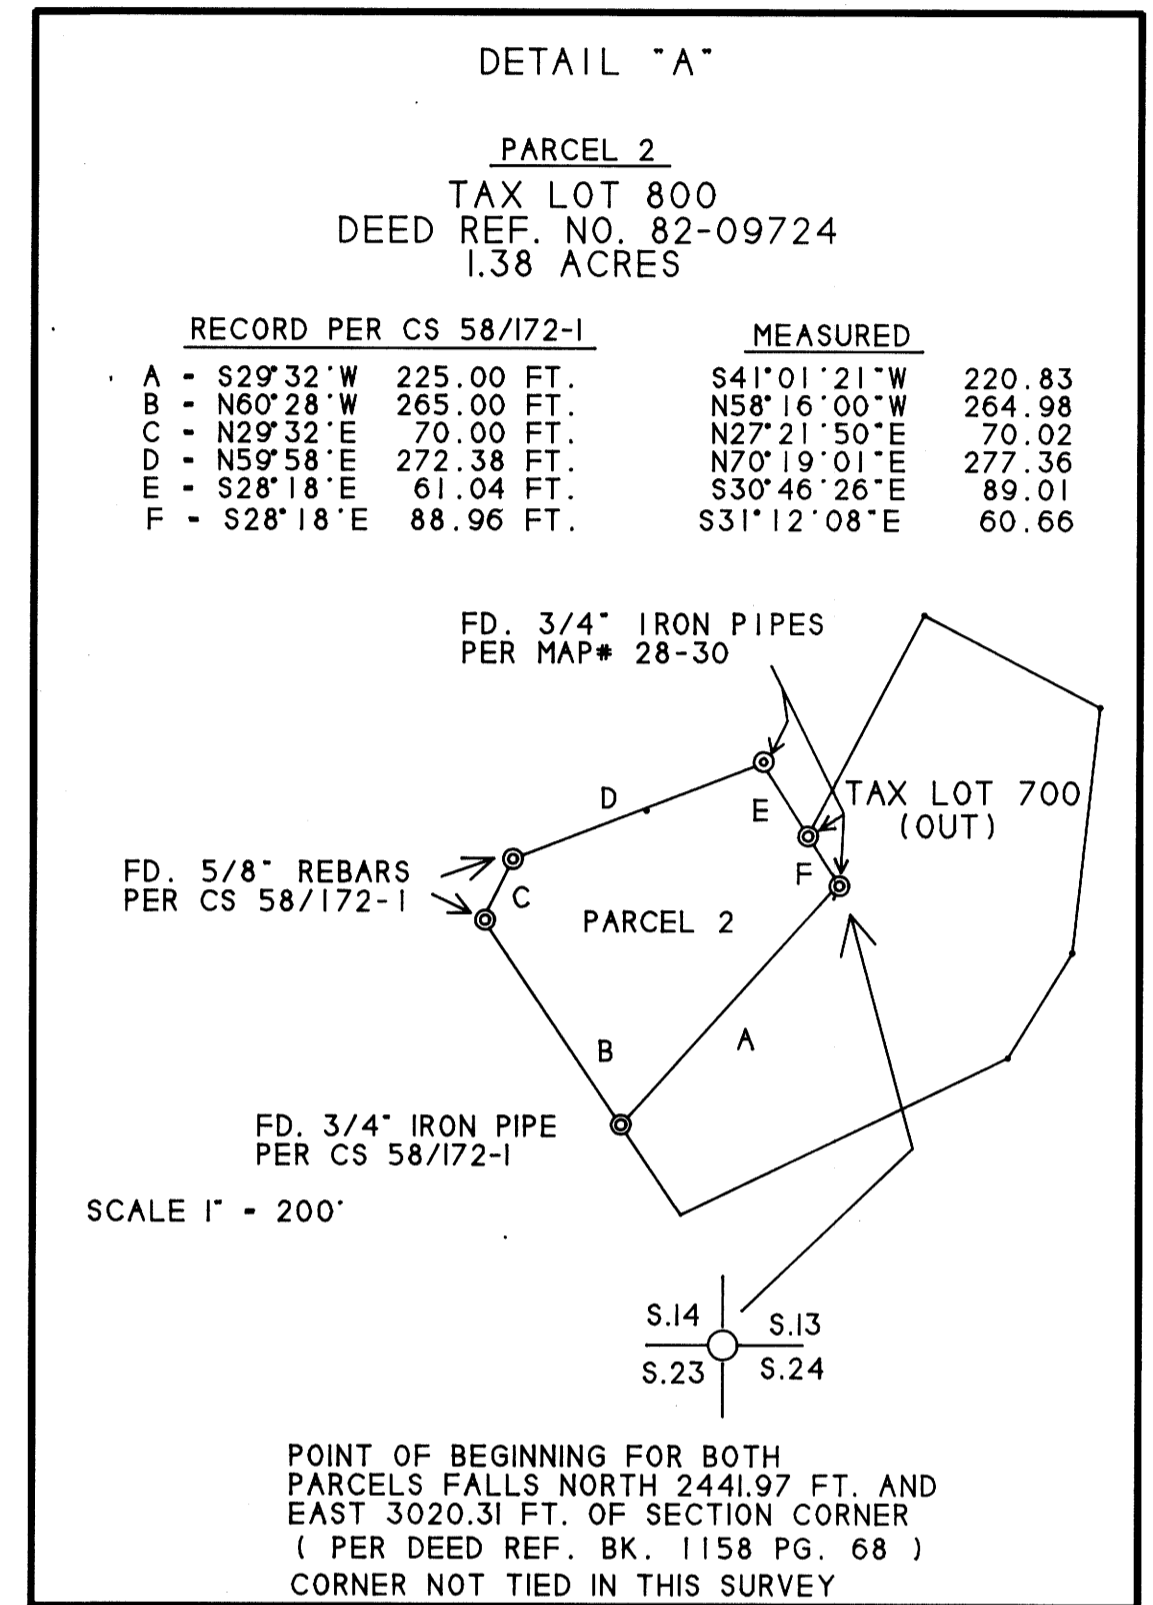 DETAIL "A"
PARCEL 2
TAX LOT 800
DEED REF. NO. 82-09724
1.38 ACRES
RECORD PER CS 58/172-1 MEASURED
A - S29°32'W 225.00 FT. S41°01'21"W 220.83
B - N60°28'W 265.00 FT. N58°16'00"W 264.98
C - N29°32'E 70.00 FT. N27°21'50"E 70.02
D - N59°58'E 272.38 FT. N70°19'01"E 277.36
E - S28°18'E 61.04 FT. S30°46'26"E 89.01
F - S28°18'E 88.96 FT. S31°12'08"E 60.66
FD. 3/4" IRON PIPES
PER MAP# 28-30
D
E
TAX LOT 700
(OUT)
FD. 5/8" REBARS
PER CS 58/172-1
C
F
PARCEL 2
B
A
FD. 3/4" IRON PIPE
PER CS 58/172-1
SCALE 1" - 200'
S.14 S.13
S.23 S.24
POINT OF BEGINNING FOR BOTH
PARCELS FALLS NORTH 2441.97 FT. AND
EAST 3020.31 FT. OF SECTION CORNER
( PER DEED REF. BK. 1158 PG. 68 )
CORNER NOT TIED IN THIS SURVEY